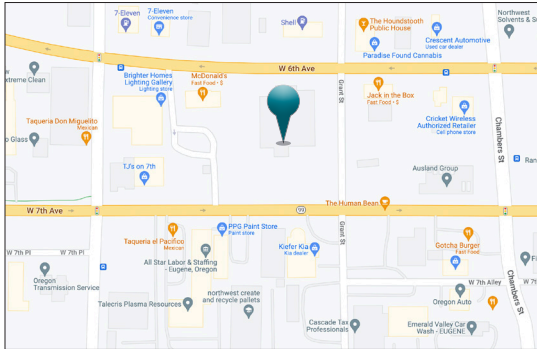 7-Eleven
7-Eleven
Convenience store
Shell
The Houndstooth
Public House
Northwest
Solvents & S
Crescent Automotive
Used car dealer
Paradise Found Cannabis
W 6th Ave
xtreme Clean
Brighter Homes
Lighting Gallery
Lighting store
McDonald's
Fast Food • $
Grant St
Jack in the Box
Fast Food • $
Chambers St
Taqueria Don Miguelito
Mexican
Cricket Wireless
Authorized Retailer
Cell phone store
o Glass
TJ's on 7th
Ausland Group
Ran
The Human Bean
W 7th Ave
99
Taqueria el Pacifico
Mexican
PPG Paint Store
Paint store
Grant St
Kiefer Kia
Kia dealer
Gotcha Burger
Fast Food
W 7th Pl
W 7th Pl
All Star Labor & Staffing
- Eugene, Oregon
Fl
Oregon
Transmission Service
Chambers St
W 7th Alley
Talecris Plasma Resources
northwest create
and recycle pallets
Oregon Auto
Cascade Tax
Professionals
Emerald Valley Car
Wash - EUGENE